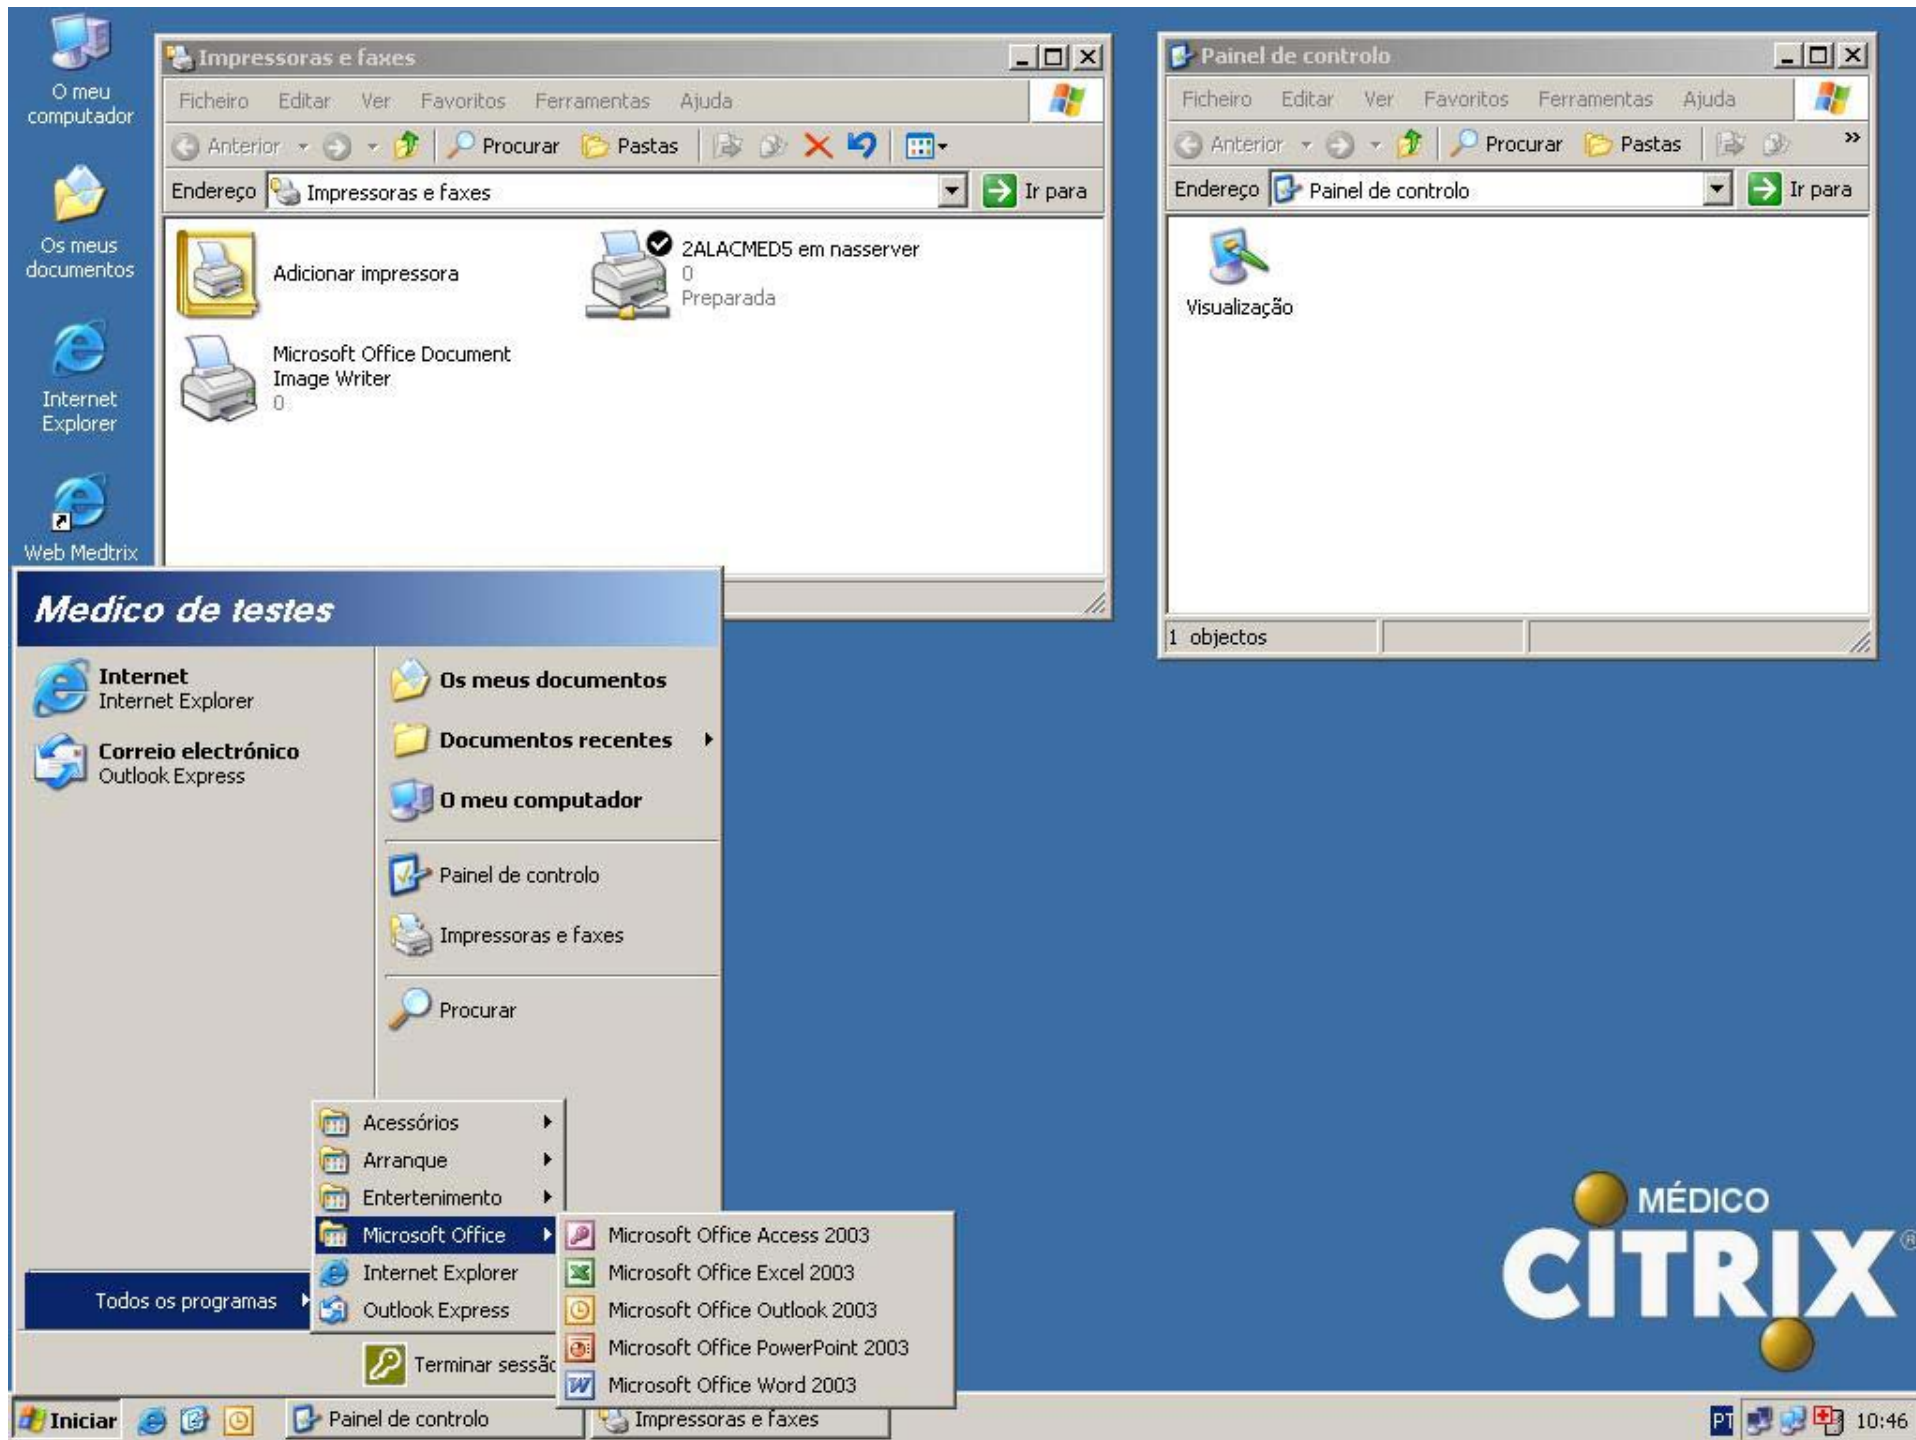 O meu
computador
Os meus
documentos
Internet
Explorer
Web Medtrix
Impressoras e faxes
Ficheiro Editar Ver Favoritos Ferramentas Ajuda
Anterior Procurar Pastas
Endereço Impressoras e faxes Ir para
Adicionar impressora
2ALACMED5 em nasserver
0
Preparada
Microsoft Office Document
Image Writer
0
Painel de controlo
Ficheiro Editar Ver Favoritos Ferramentas Ajuda
Anterior Procurar Pastas »
Endereço Painel de controlo Ir para
Visualização
1 objectos
Medico de testes
Internet
Internet Explorer
Correio electrónico
Outlook Express
Os meus documentos
Documentos recentes
O meu computador
Painel de controlo
Impressoras e faxes
Procurar
Todos os programas
Terminar sessão
Acessórios
Arranque
Entertenimento
Microsoft Office
Internet Explorer
Outlook Express
Microsoft Office Access 2003
Microsoft Office Excel 2003
Microsoft Office Outlook 2003
Microsoft Office PowerPoint 2003
Microsoft Office Word 2003
MÉDICO
CITRIX®
Iniciar Painel de controlo Impressoras e faxes PT 10:46